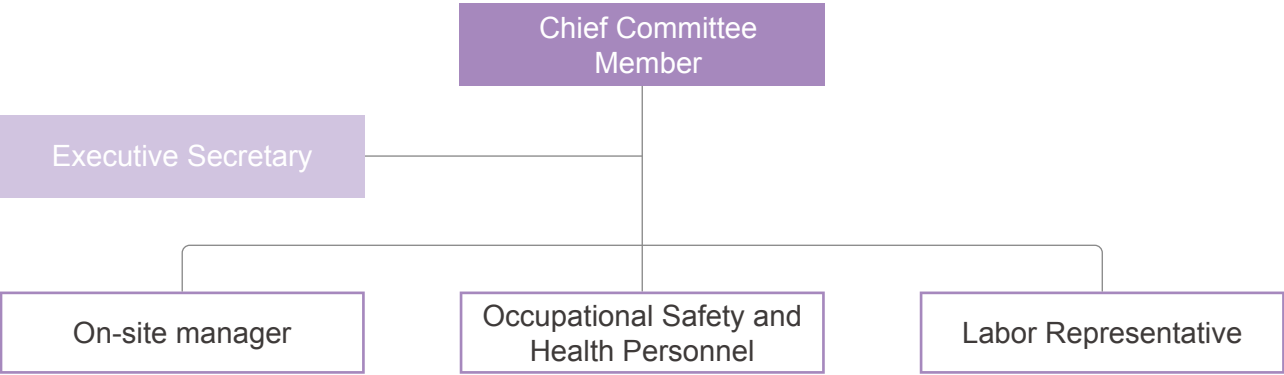 Chief Committee
Member
Executive Secretary
On-site manager
Occupational Safety and
Health Personnel
Labor Representative